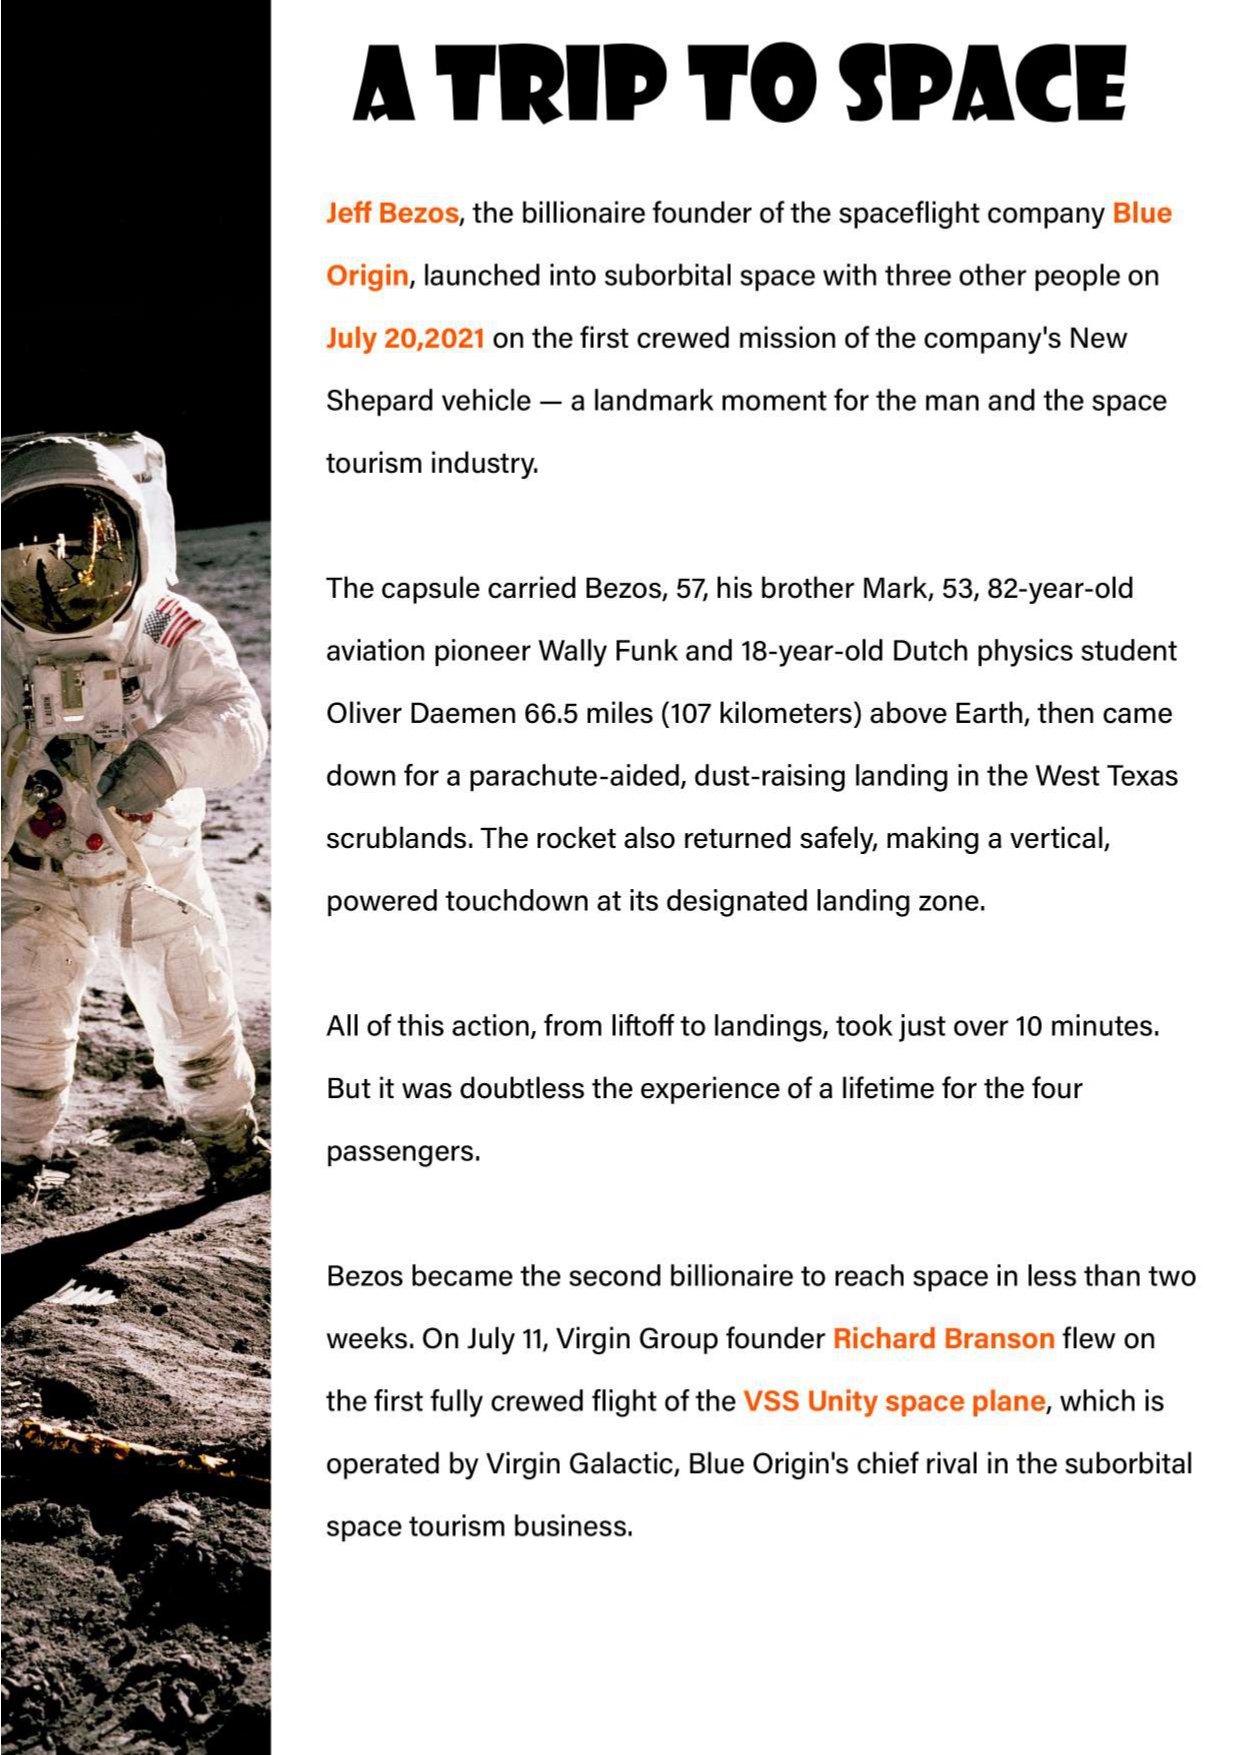 A TRIP TO SPACE
Jeff Bezos, the billionaire founder of the spaceflight company Blue
Origin, launched into suborbital space with three other people on
July 20,2021 on the first crewed mission of the company's New
Shepard vehicle — a landmark moment for the man and the space
tourism industry.
The capsule carried Bezos, 57, his brother Mark, 53, 82-year-old
aviation pioneer Wally Funk and 18-year-old Dutch physics student
Oliver Daemen 66.5 miles (107 kilometers) above Earth, then came
down for a parachute-aided, dust-raising landing in the West Texas
scrublands. The rocket also returned safely, making a vertical,
powered touchdown at its designated landing zone.
All of this action, from liftoff to landings, took just over 10 minutes.
But it was doubtless the experience of a lifetime for the four
passengers.
Bezos became the second billionaire to reach space in less than two
weeks. On July 11, Virgin Group founder Richard Branson flew on
the first fully crewed flight of the VSS Unity space plane, which is
operated by Virgin Galactic, Blue Origin's chief rival in the suborbital
space tourism business.